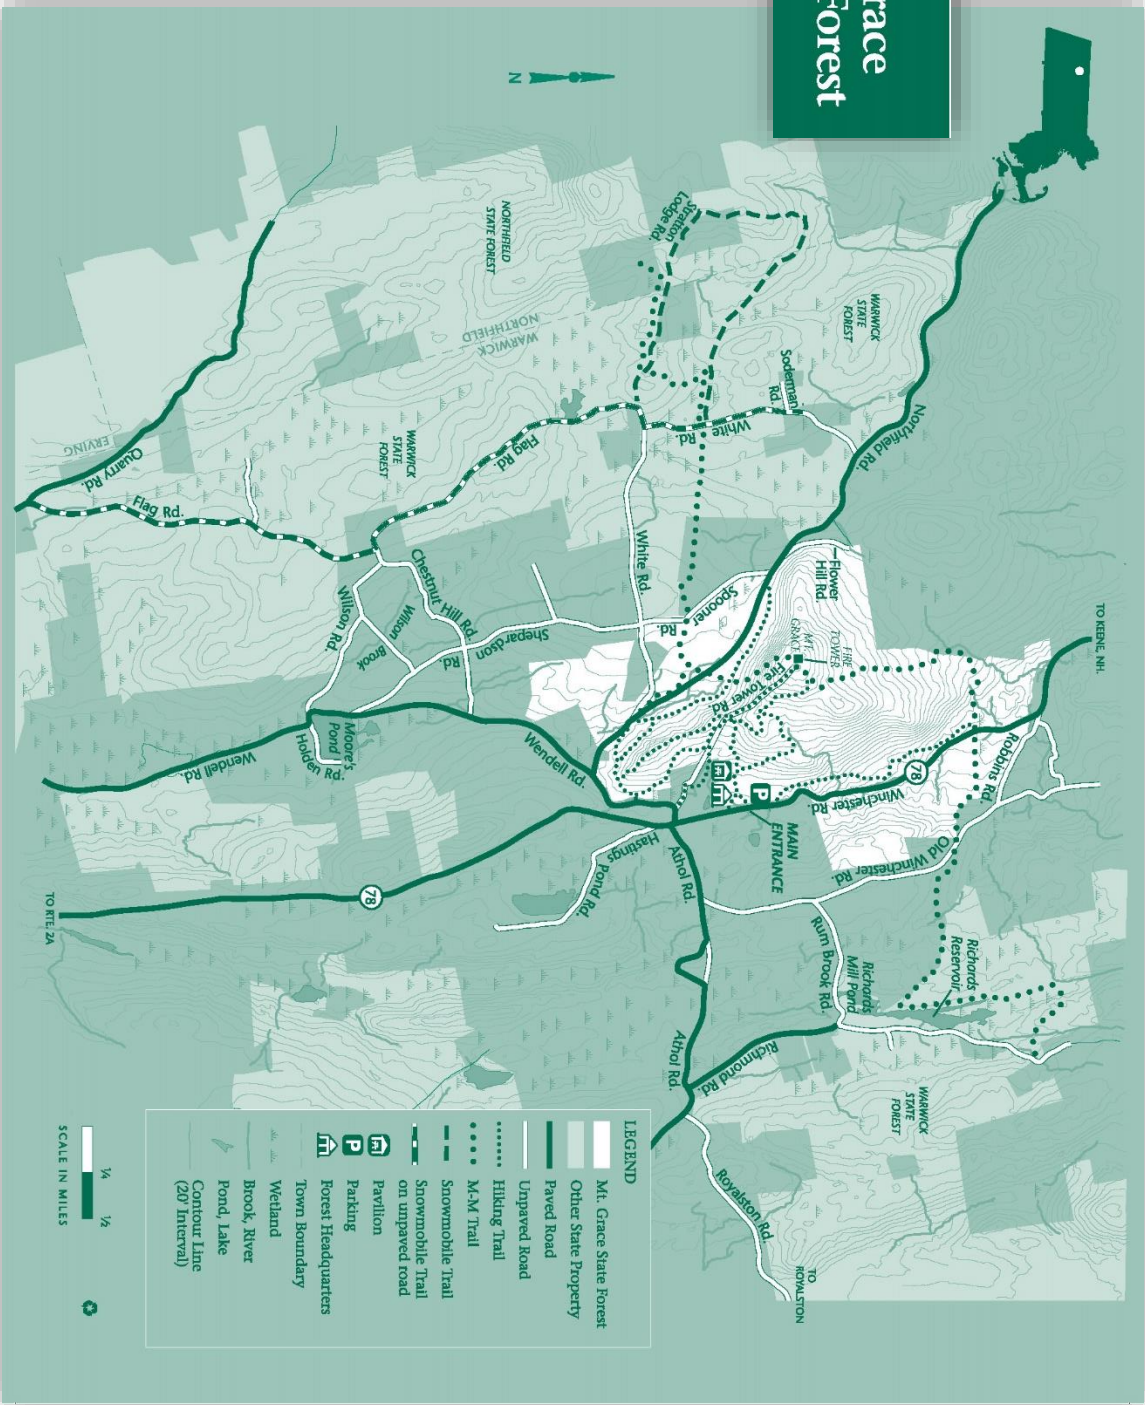 race
Forest
N
NORTHFIELD
STATE FOREST
Stratton
Lodge Rd.
WARWICK
STATE
FOREST
NORTHFIELD
WARWICK
Soderman
Rd.
White
Rd.
Northfield Rd.
ERVING
Quarry Rd.
Flag Rd.
WARWICK
STATE
FOREST
Flag Rd.
White Rd.
Flower
Hill Rd.
Spooner
Rd.
Chestnut Hill Rd.
Wilson Rd.
Wilson
Brook
Shepardson
Rd.
FIRE
TOWER
MT.
GRACE
Fire Tower Rd.
TO KEENE, NH.
Robbins Rd.
78
Winchester Rd.
P
MAIN
ENTRANCE
Old Winchester Rd.
Wendell Rd.
Moore's
Pond
Holden Rd.
Wendell Rd.
Hastings
Pond Rd.
Athol Rd.
78
TO RTE. 2A
Rum Brook Rd.
Richards
Mill Pond
Richards
Reservoir
Richmond Rd.
Athol Rd.
WARWICK
STATE
FOREST
Royalston Rd.
TO
ROYALSTON
LEGEND
Mt. Grace State Forest
Other State Property
Paved Road
Unpaved Road
Hiking Trail
M-M Trail
Snowmobile Trail
Snowmobile Trail
on unpaved road
Pavilion
P
Parking
Forest Headquarters
Town Boundary
Wetland
Brook, River
Pond, Lake
Contour Line
(20' Interval)
¼
½
SCALE IN MILES